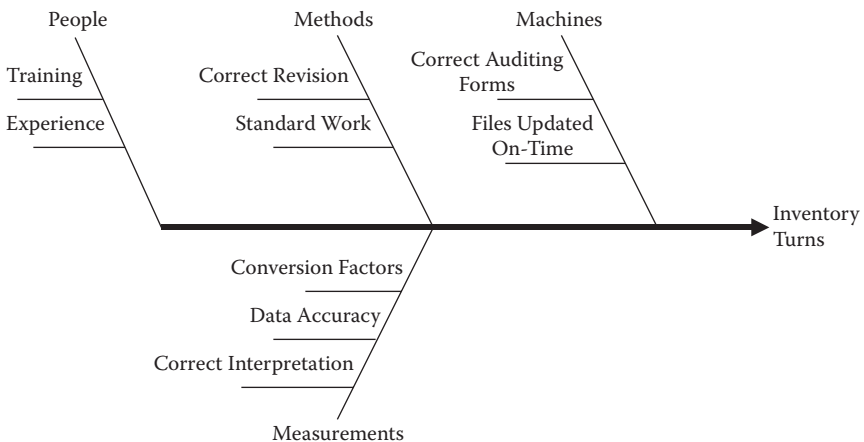 People
Methods
Machines
Training
Correct Revision
Correct Auditing
Forms
Experience
Standard Work
Files Updated
On-Time
Inventory
Turns
Conversion Factors
Data Accuracy
Correct Interpretation
Measurements